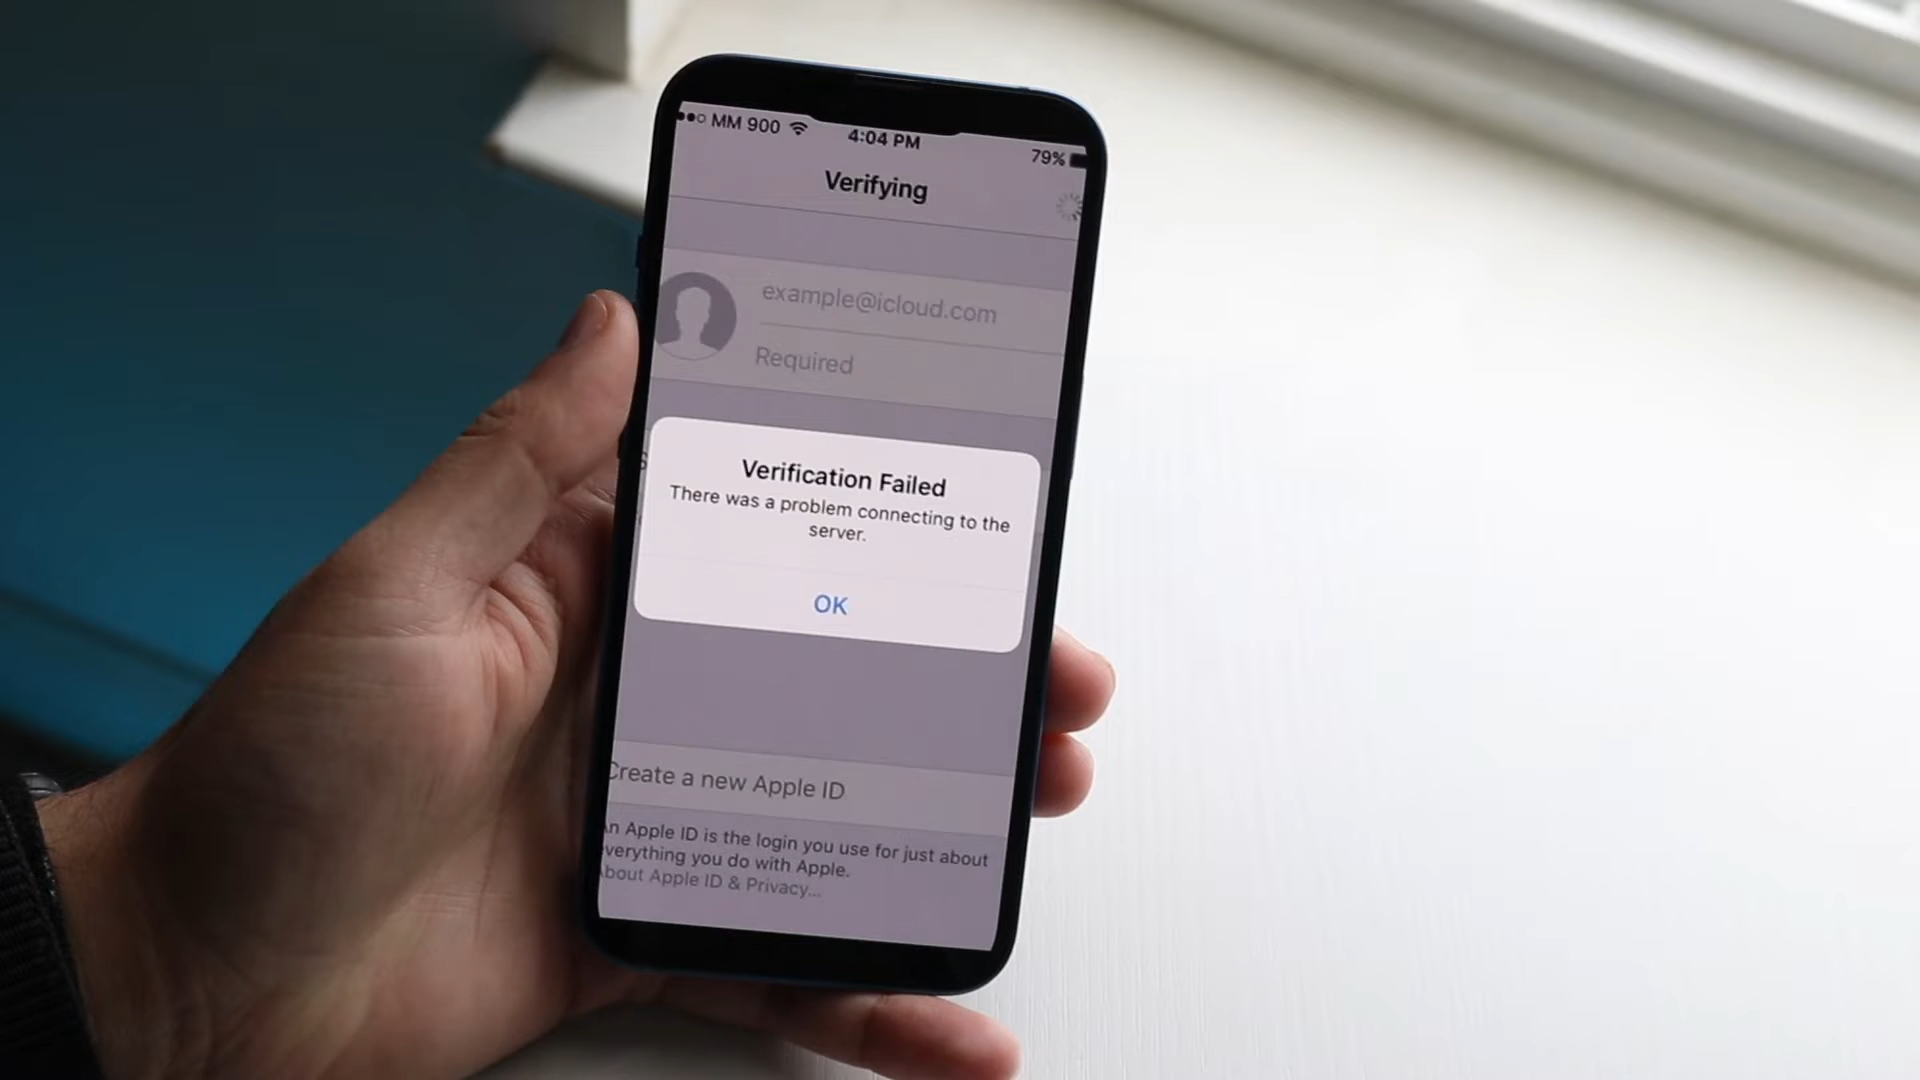 MM 900 4:04 PM 79%
Verifying
example@icloud.com
Required
Verification Failed
There was a problem connecting to the
server.
OK
Create a new Apple ID
An Apple ID is the login you use for just about
everything you do with Apple.
About Apple ID & Privacy...